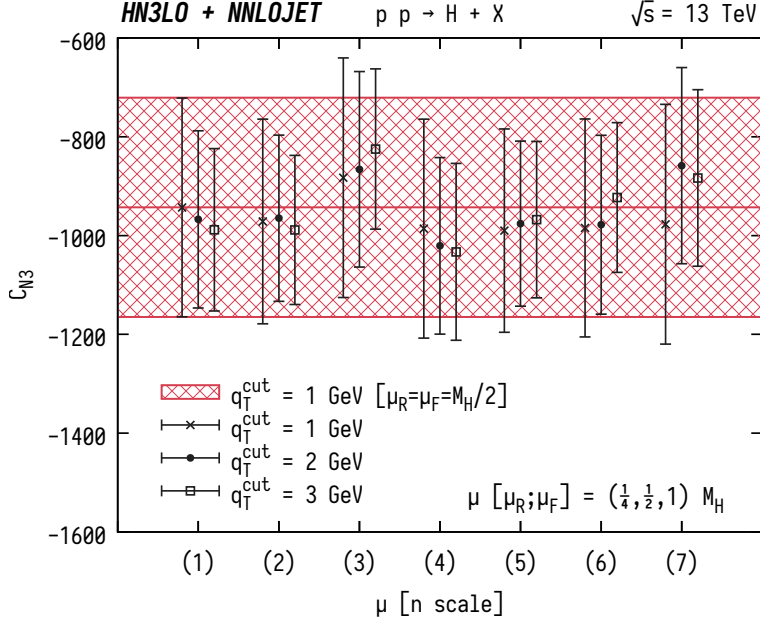 HN3LO + NNLOJET p p → H + X √s = 13 TeV
-600
-800
-1000
-1200
-1400
-1600
C_N3
q_T^cut = 1 GeV [μ_R=μ_F=M_H/2]
q_T^cut = 1 GeV
q_T^cut = 2 GeV
q_T^cut = 3 GeV
μ [μ_R;μ_F] = (1/4,1/2,1) M_H
(1) (2) (3) (4) (5) (6) (7)
μ [n scale]